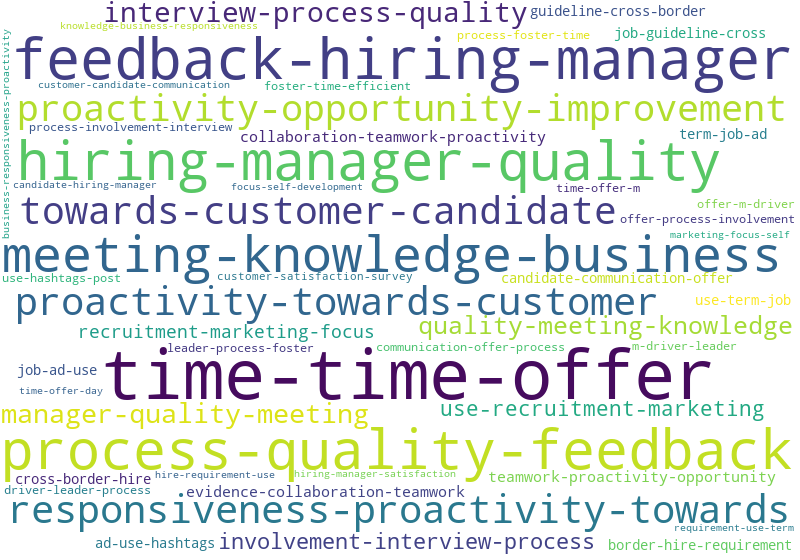 interview-process-quality
guideline-cross-border
knowledge-business-responsiveness
process-foster-time
job-guideline-cross
feedback-hiring-manager
business-responsiveness-proactivity
customer-candidate-communication
foster-time-efficient
proactivity-opportunity-improvement
process-involvement-interview
collaboration-teamwork-proactivity
term-job-ad
hiring-manager-quality
candidate-hiring-manager
focus-self-development
time-offer-m
towards-customer-candidate
offer-m-driver
offer-process-involvement
meeting-knowledge-business
marketing-focus-self
use-hashtags-post
customer-satisfaction-survey
candidate-communication-offer
proactivity-towards-customer
use-term-job
recruitment-marketing-focus
quality-meeting-knowledge
leader-process-foster
communication-offer-process
m-driver-leader
job-ad-use
time-time-offer
time-offer-day
manager-quality-meeting
use-recruitment-marketing
process-quality-feedback
cross-border-hire
hire-requirement-use
hiring-manager-satisfaction
teamwork-proactivity-opportunity
driver-leader-process
evidence-collaboration-teamwork
responsiveness-proactivity-towards
requirement-use-term
ad-use-hashtags
involvement-interview-process
border-hire-requirement